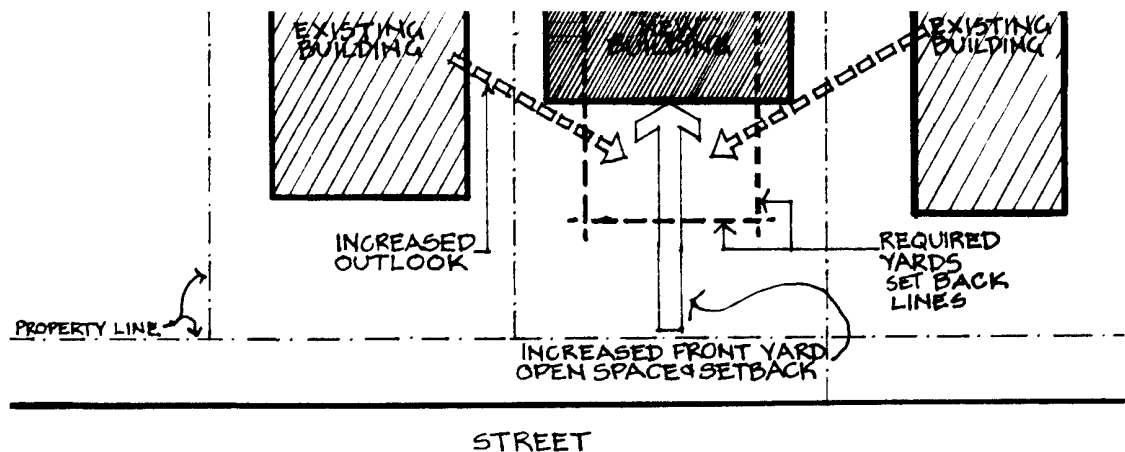 EXISTING
BUILDING
NEW
BUILDING
EXISTING
BUILDING
INCREASED
OUTLOOK
REQUIRED
YARDS
SET BACK
LINES
PROPERTY LINE
INCREASED FRONT YARD
OPEN SPACE & SETBACK
STREET